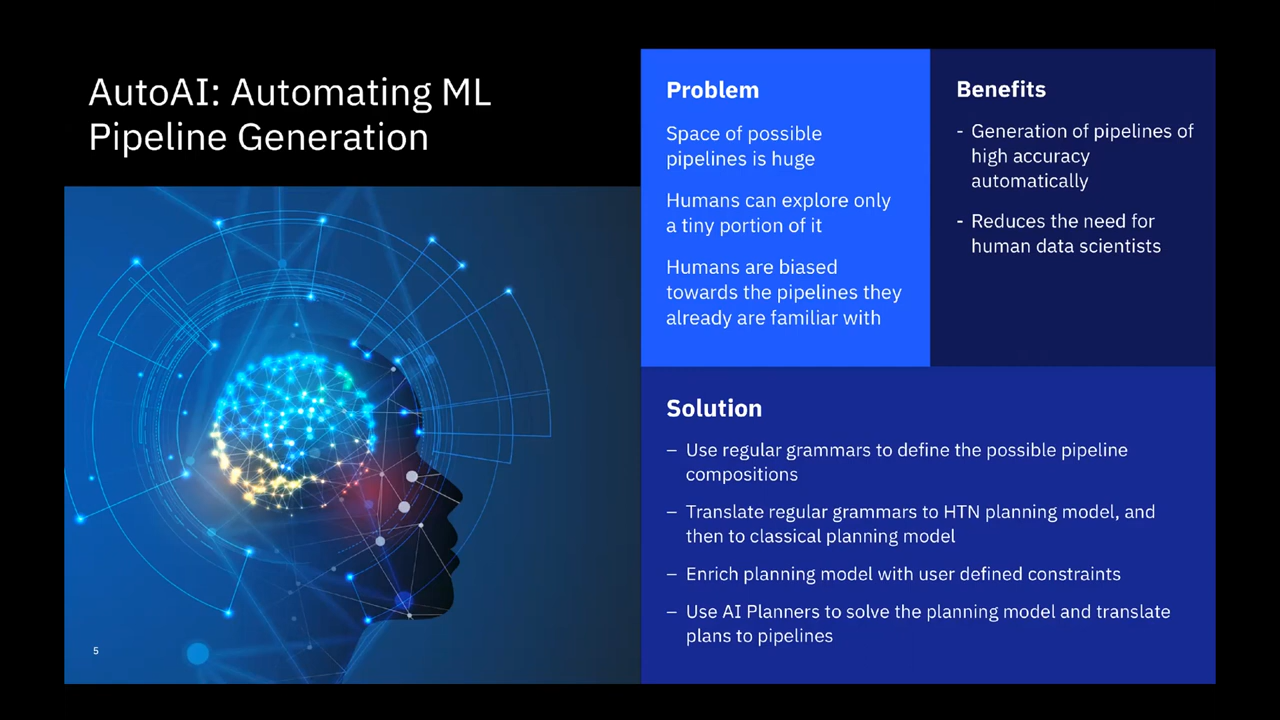 AutoAI: Automating ML
Pipeline Generation
Problem
Space of possible
pipelines is huge
Humans can explore only
a tiny portion of it
Humans are biased
towards the pipelines they
already are familiar with
Benefits
- Generation of pipelines of
high accuracy
automatically
- Reduces the need for
human data scientists
Solution
– Use regular grammars to define the possible pipeline
compositions
– Translate regular grammars to HTN planning model, and
then to classical planning model
– Enrich planning model with user defined constraints
– Use AI Planners to solve the planning model and translate
plans to pipelines
5